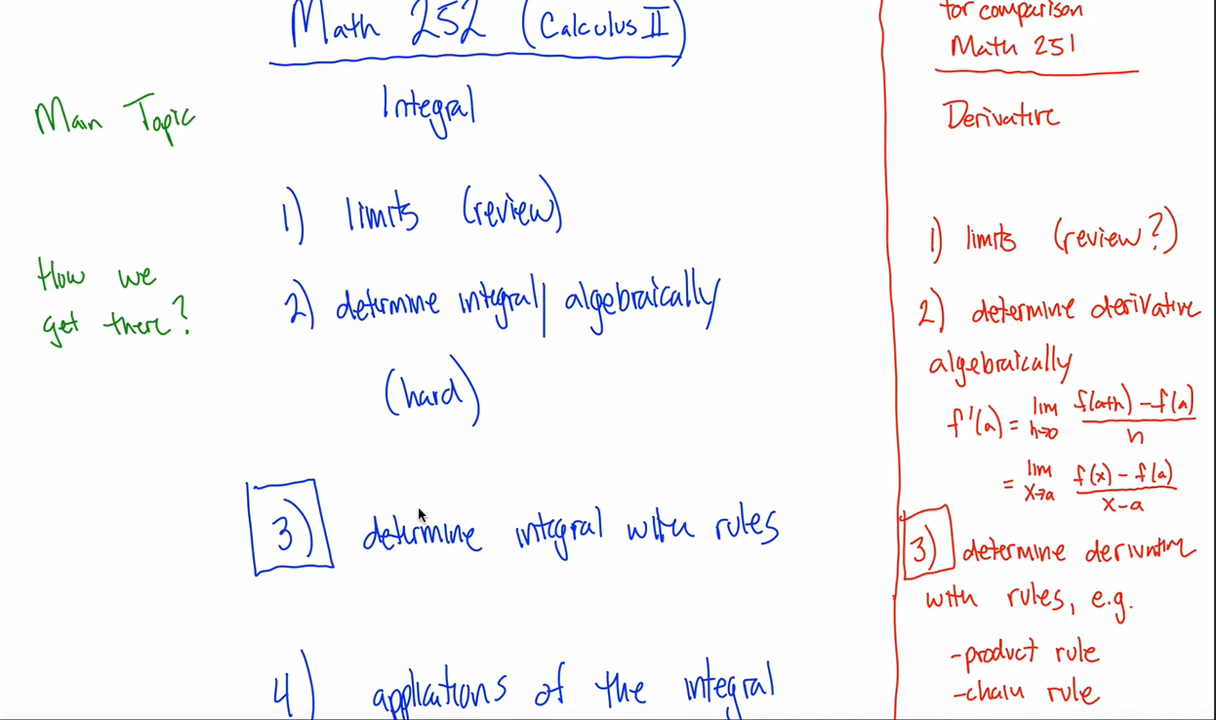 Math 252 (Calculus II)
Main Topic
Integral
How we
get there?
1) limits (review)
2) determine integral/ algebraically
(hard)
3) determine integral with rules
4) applications of the integral
for comparison
Math 251
Derivative
1) limits (review?)
2) determine derivative
algebraically
f'(a) = lim h→0 f(a+h) - f(a) / h
= lim x→a f(x) - f(a) / x-a
3) determine derivative
with rules, e.g.
-product rule
-chain rule